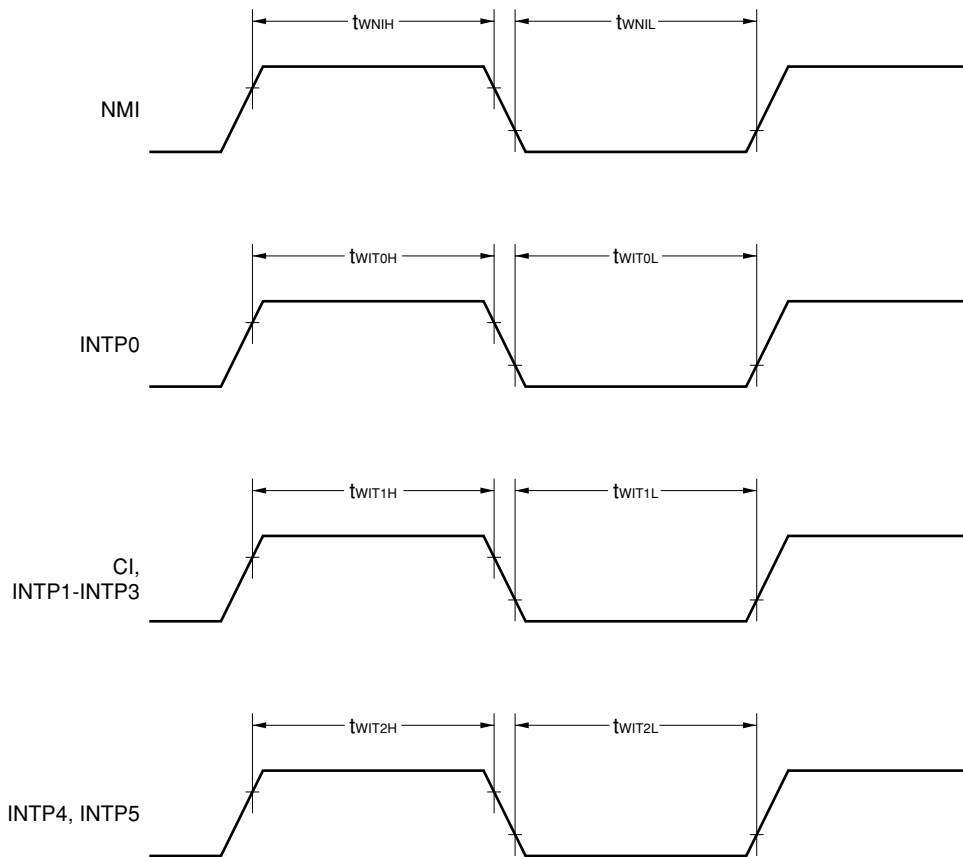 tWNIH tWNIL
NMI
tWIT0H tWIT0L
INTP0
tWIT1H tWIT1L
CI,
INTP1-INTP3
tWIT2H tWIT2L
INTP4, INTP5